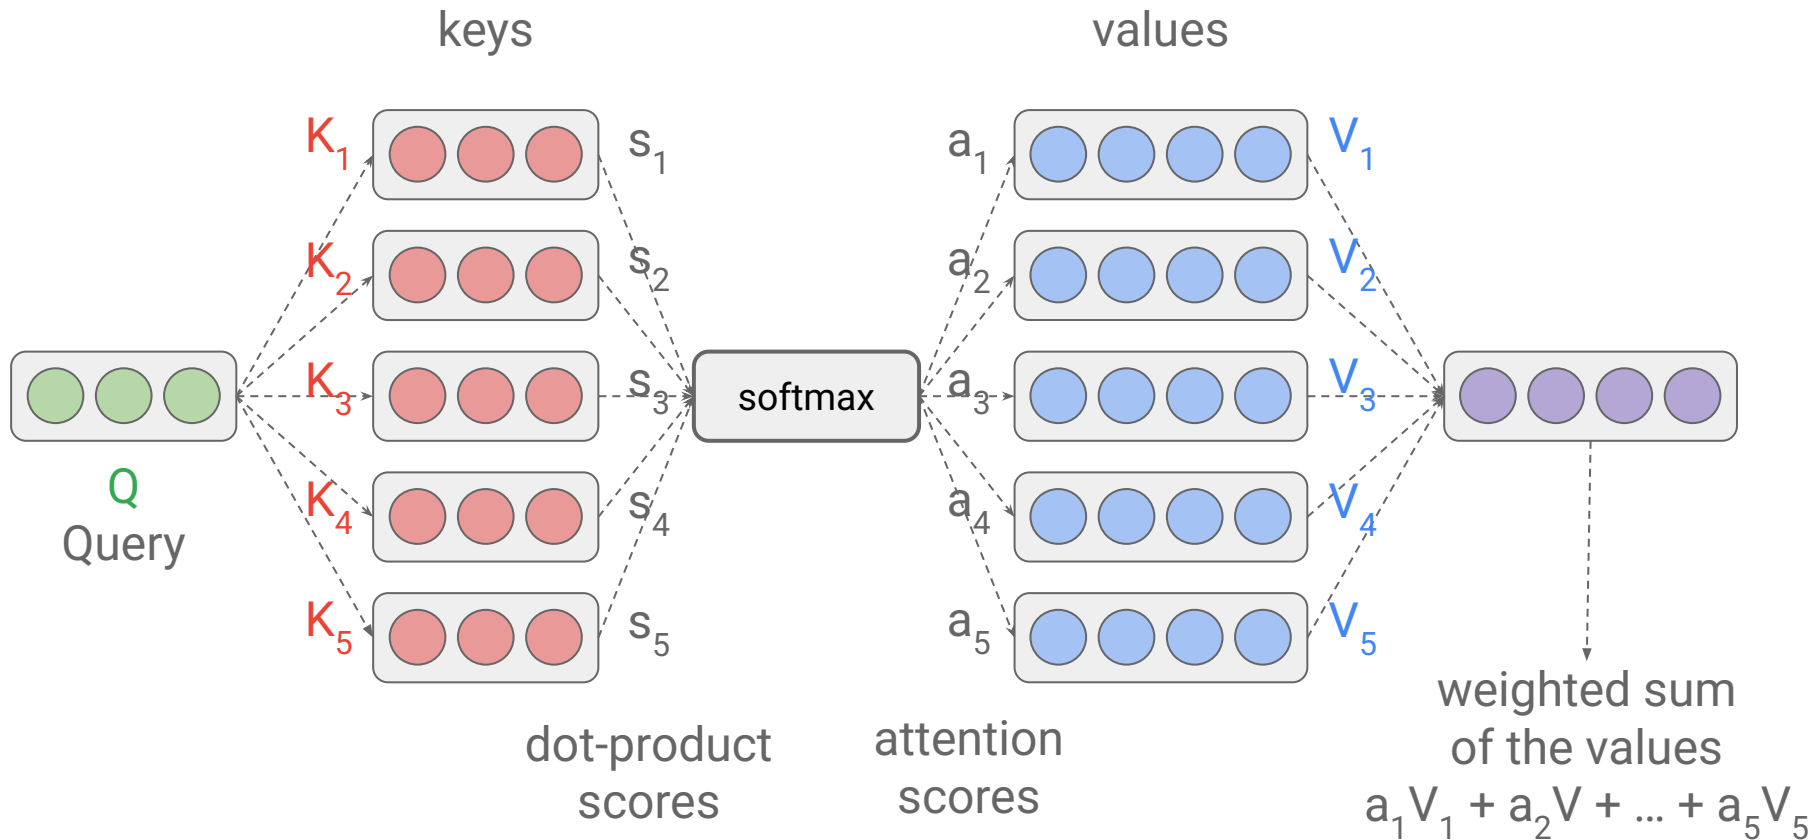 keys
values
K1
s1
a1
V1
K2
s2
a2
V2
K3
s3
softmax
a3
V3
Q
Query
K4
s4
a4
V4
K5
s5
a5
V5
dot-product
scores
attention
scores
weighted sum
of the values
a1V1 + a2V + ... + a5V5